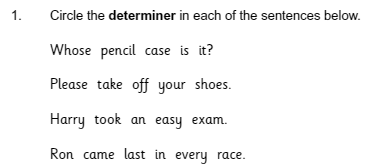 1. Circle the determiner in each of the sentences below.
Whose pencil case is it?
Please take off your shoes.
Harry took an easy exam.
Ron came last in every race.